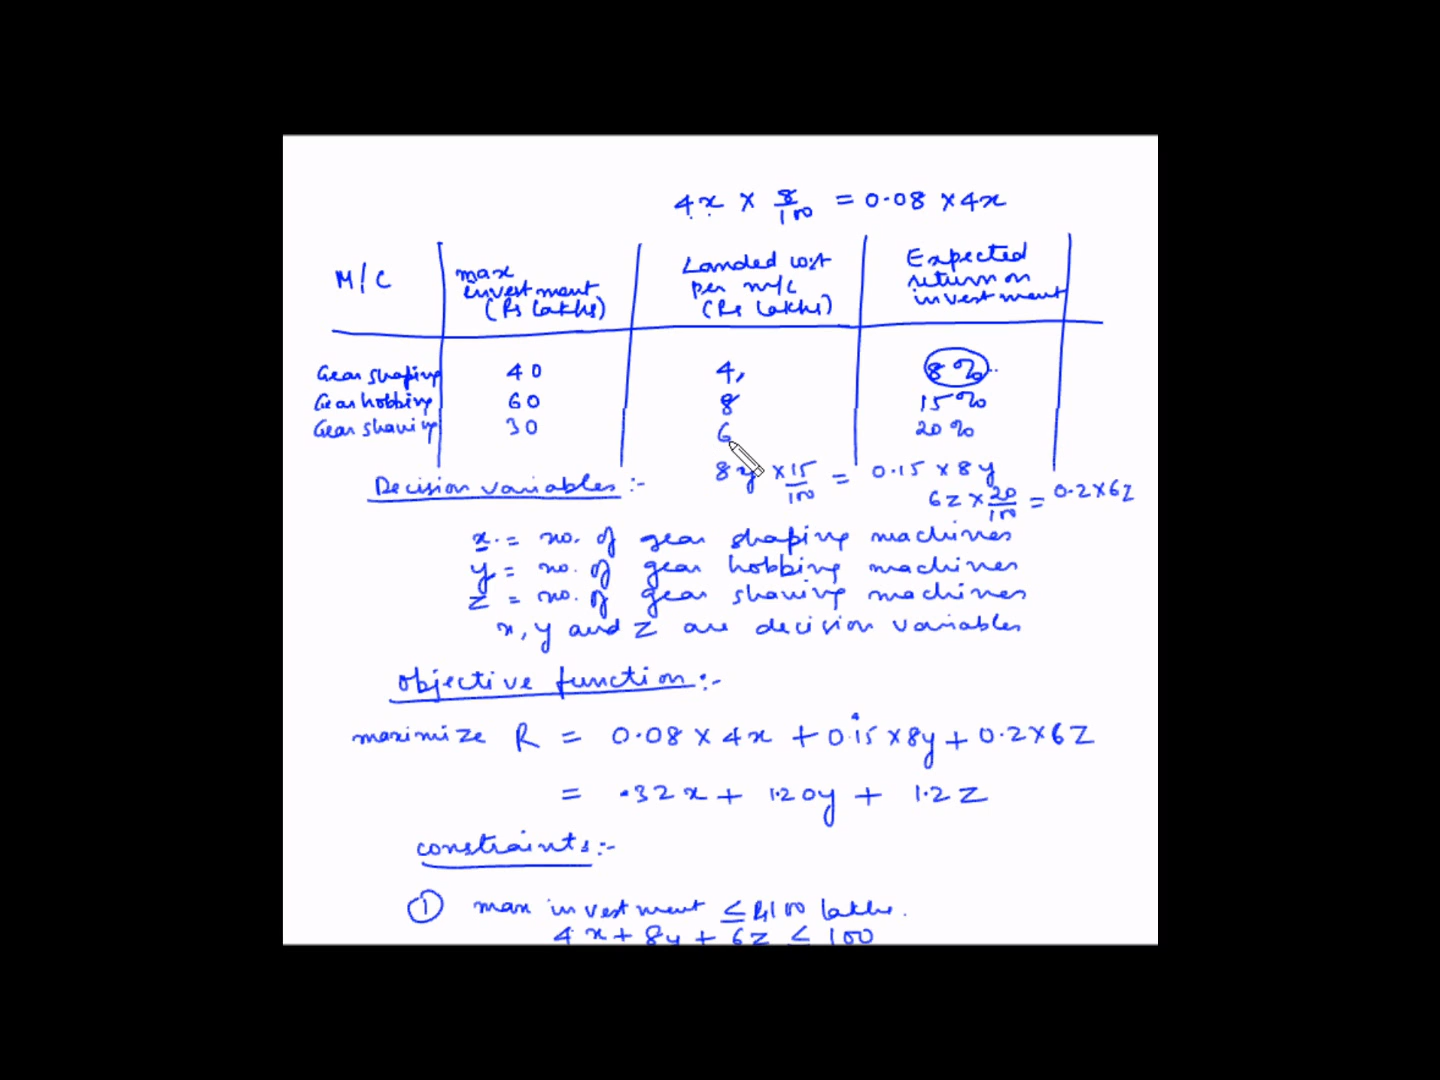 4x × 8/100 = 0.08 × 4x
M/C max investment (Rs lakhs) Landed cost per m/c (Rs lakhs) Expected return on investment
Gear shaping 40 4, 8%
Gear hobbing 60 8 15%
Gear shaving 30 6 20%
8y × 15/100 = 0.15 × 8y
6z × 20/100 = 0.2×6z
Decision variables :-
x = no. of gear shaping machines
y = no. of gear hobbing machines
z = no. of gear shaving machines
x, y and z are decision variables
objective function :-
maximize R = 0.08 × 4x + 0.15 × 8y + 0.2×6z
= .32x + 1.20y + 1.2z
constraints :-
① max investment ≤ Rs100 lakhs.
4x + 8y + 6z ≤ 100